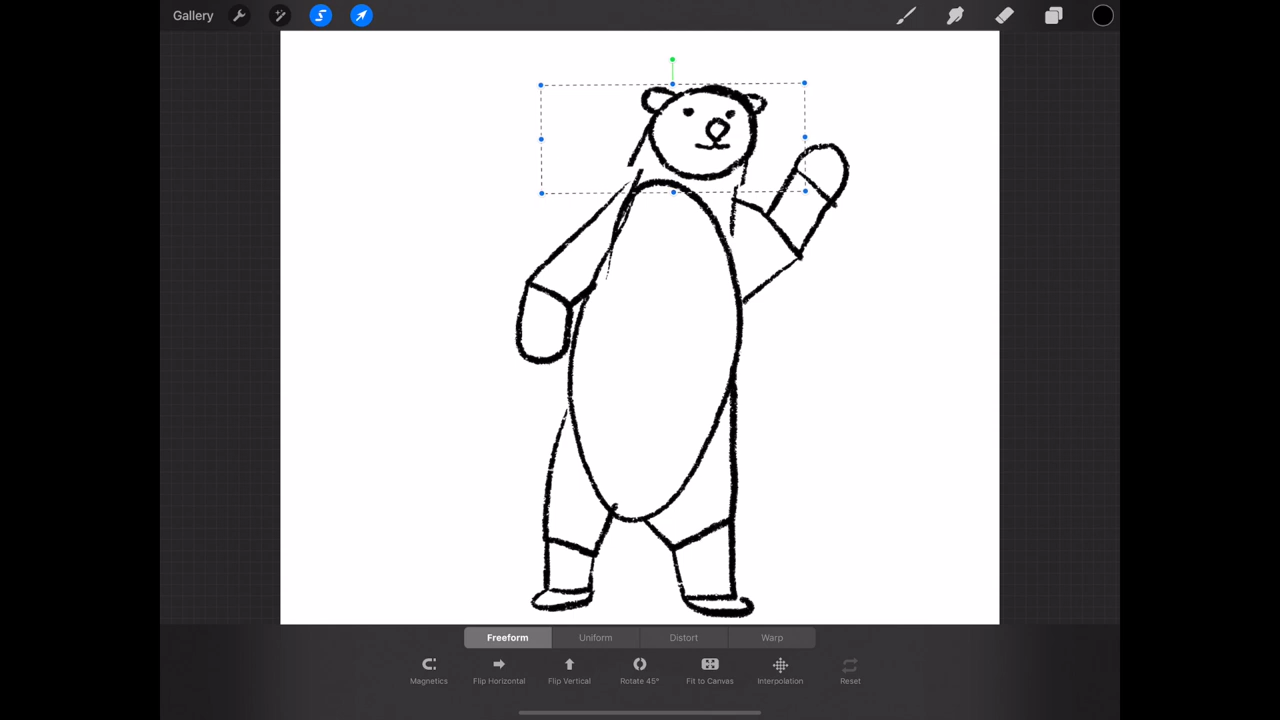 Gallery
Freeform Uniform Distort Warp
Magnetics Flip Horizontal Flip Vertical Rotate 45° Fit to Canvas Interpolation Reset